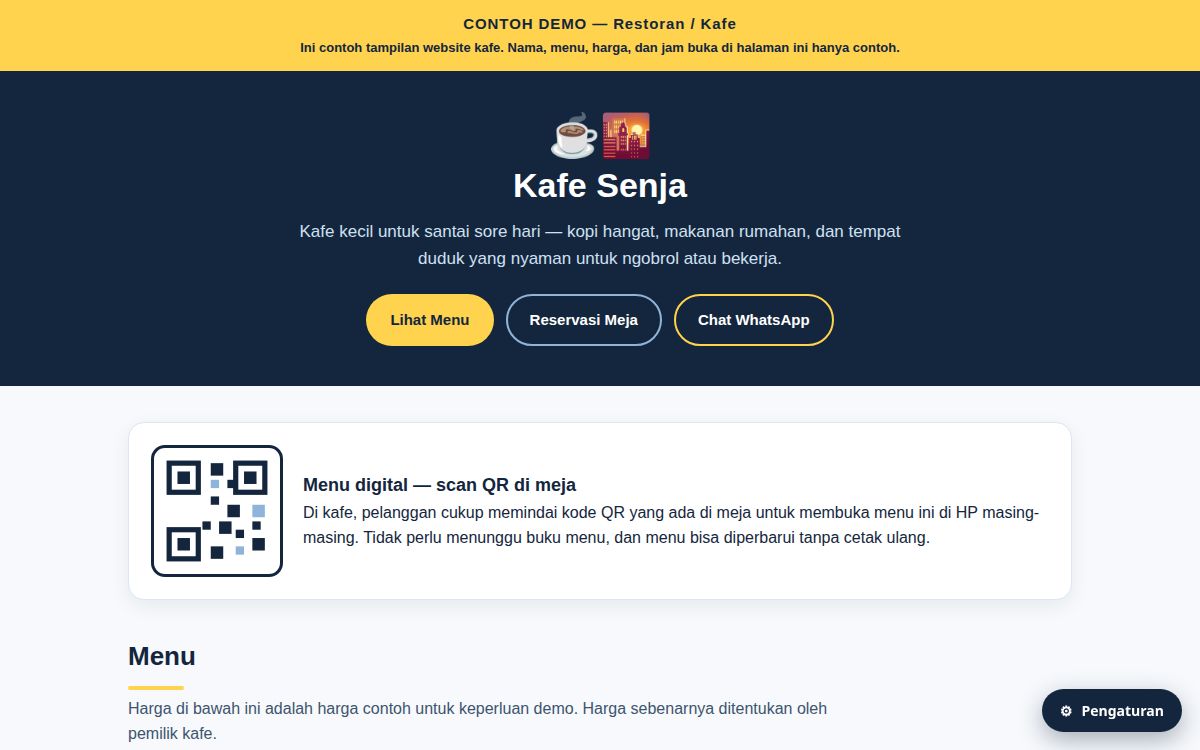 CONTOH DEMO — Restoran / Kafe
Ini contoh tampilan website kafe. Nama, menu, harga, dan jam buka di halaman ini hanya contoh.
Kafe Senja
Kafe kecil untuk santai sore hari — kopi hangat, makanan rumahan, dan tempat
duduk yang nyaman untuk ngobrol atau bekerja.
Lihat Menu
Reservasi Meja
Chat WhatsApp
Menu digital — scan QR di meja
Di kafe, pelanggan cukup memindai kode QR yang ada di meja untuk membuka menu ini di HP masing-
masing. Tidak perlu menunggu buku menu, dan menu bisa diperbarui tanpa cetak ulang.
Menu
Harga di bawah ini adalah harga contoh untuk keperluan demo. Harga sebenarnya ditentukan oleh
pemilik kafe.
⚙ Pengaturan